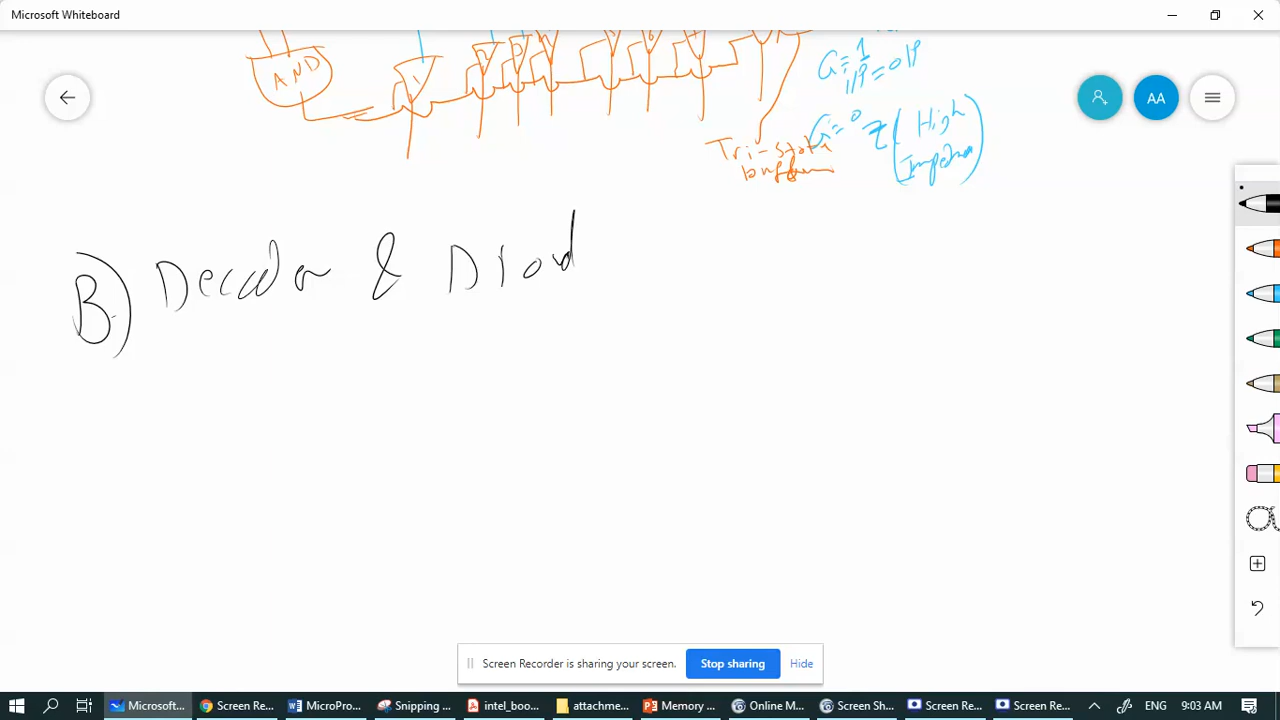 Microsoft Whiteboard
AND
G = 1
I/P = O/P
G = 0 Z (High
Impedna)
Tri-state
buffer
AA
B) Decoder & Diod
Screen Recorder is sharing your screen. Stop sharing Hide
Microsoft... Screen Re... MicroPro... Snipping ... intel_boo... attachme... Memory ... Online M... Screen Sh... Screen Re... Screen Re... ENG 9:03 AM